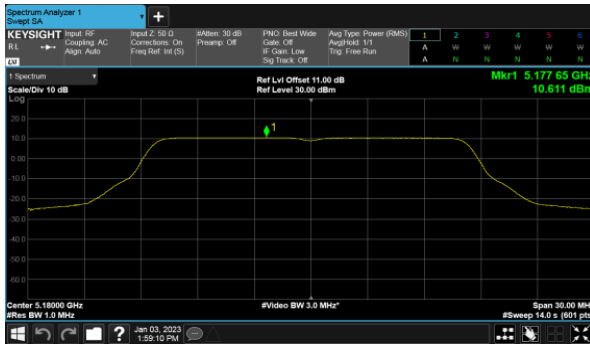 Spectrum Analyzer 1
Swept SA
+
KEYSIGHT Input: RF Input Z: 50 Ω #Atten: 30 dB PNO: Best Wide Avg Type: Power (RMS) 1 2 3 4 5 6
RL Coupling: AC Corrections: On Preamp: Off Gate: Off Avg|Hold: 1/1 A W W W W W
Align: Auto Freq Ref: Int (S) IF Gain: Low Trig: Free Run
LXI Sig Track: Off A N N N N N
1 Spectrum Ref Lvl Offset 11.00 dB Mkr1 5.177 65 GHz
Scale/Div 10 dB Ref Level 30.00 dBm 10.611 dBm
Log
20.0
1
10.0
0.00
-10.0
-20.0
-30.0
-40.0
-50.0
-60.0
Center 5.18000 GHz #Video BW 3.0 MHz* Span 30.00 MH
#Res BW 1.0 MHz #Sweep 14.0 s (601 pts
? Jan 03, 2023
1:59:10 PM